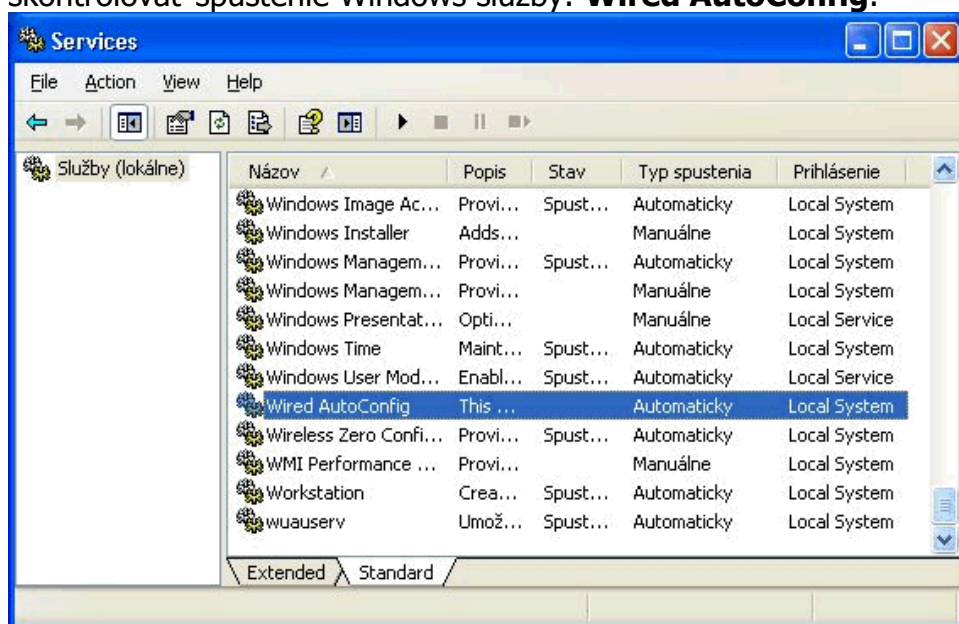 skontrolovať spustenie Windows služby: Wired AutoConfig.
Services
File Action View Help
Služby (lokálne)
Názov Popis Stav Typ spustenia Prihlásenie
Windows Image Ac... Provi... Spust... Automaticky Local System
Windows Installer Adds... Manuálne Local System
Windows Managem... Provi... Spust... Automaticky Local System
Windows Managem... Provi... Manuálne Local System
Windows Presentat... Opti... Manuálne Local Service
Windows Time Maint... Spust... Automaticky Local System
Windows User Mod... Enabl... Spust... Automaticky Local Service
Wired AutoConfig This ... Automaticky Local System
Wireless Zero Confi... Provi... Spust... Automaticky Local System
WMI Performance ... Provi... Manuálne Local System
Workstation Crea... Spust... Automaticky Local System
wuauserv Umož... Spust... Automaticky Local System
Extended Standard